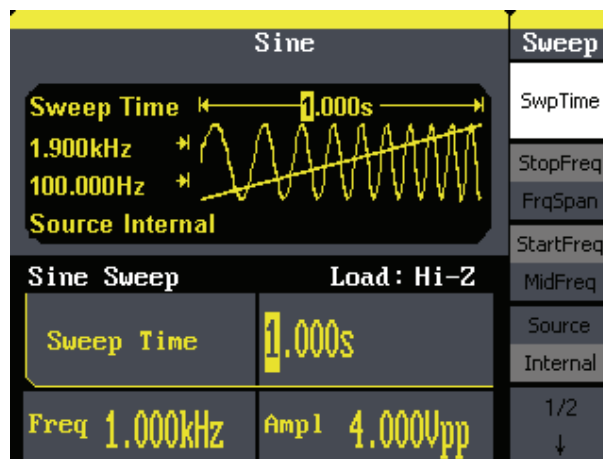 Sine
Sweep
Sweep Time 1.000s
1.900kHz
100.000Hz
Source Internal
SwpTime
StopFreq
FrqSpan
StartFreq
MidFreq
Source
Internal
1/2
↓
Sine Sweep Load: Hi-Z
Sweep Time 1.000s
Freq 1.000kHz Ampl 4.000Vpp